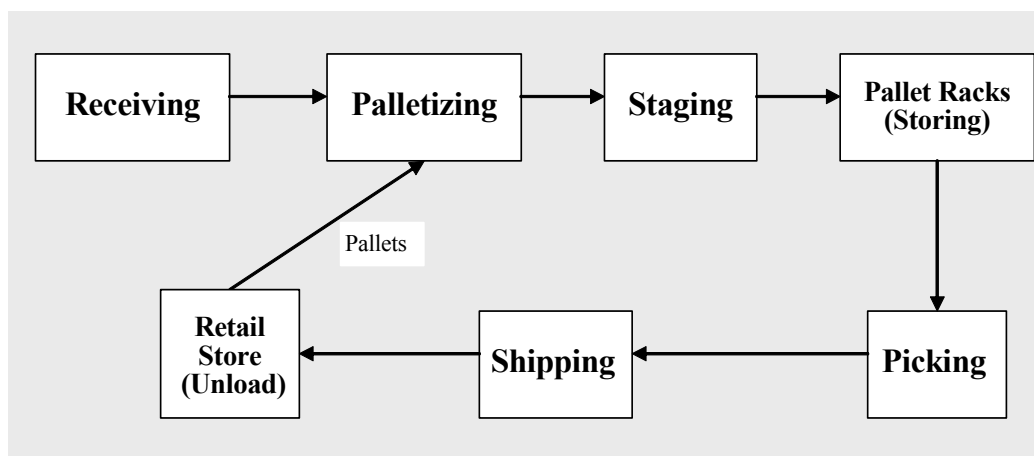 Receiving
Palletizing
Staging
Pallet Racks
(Storing)
Pallets
Retail
Store
(Unload)
Shipping
Picking